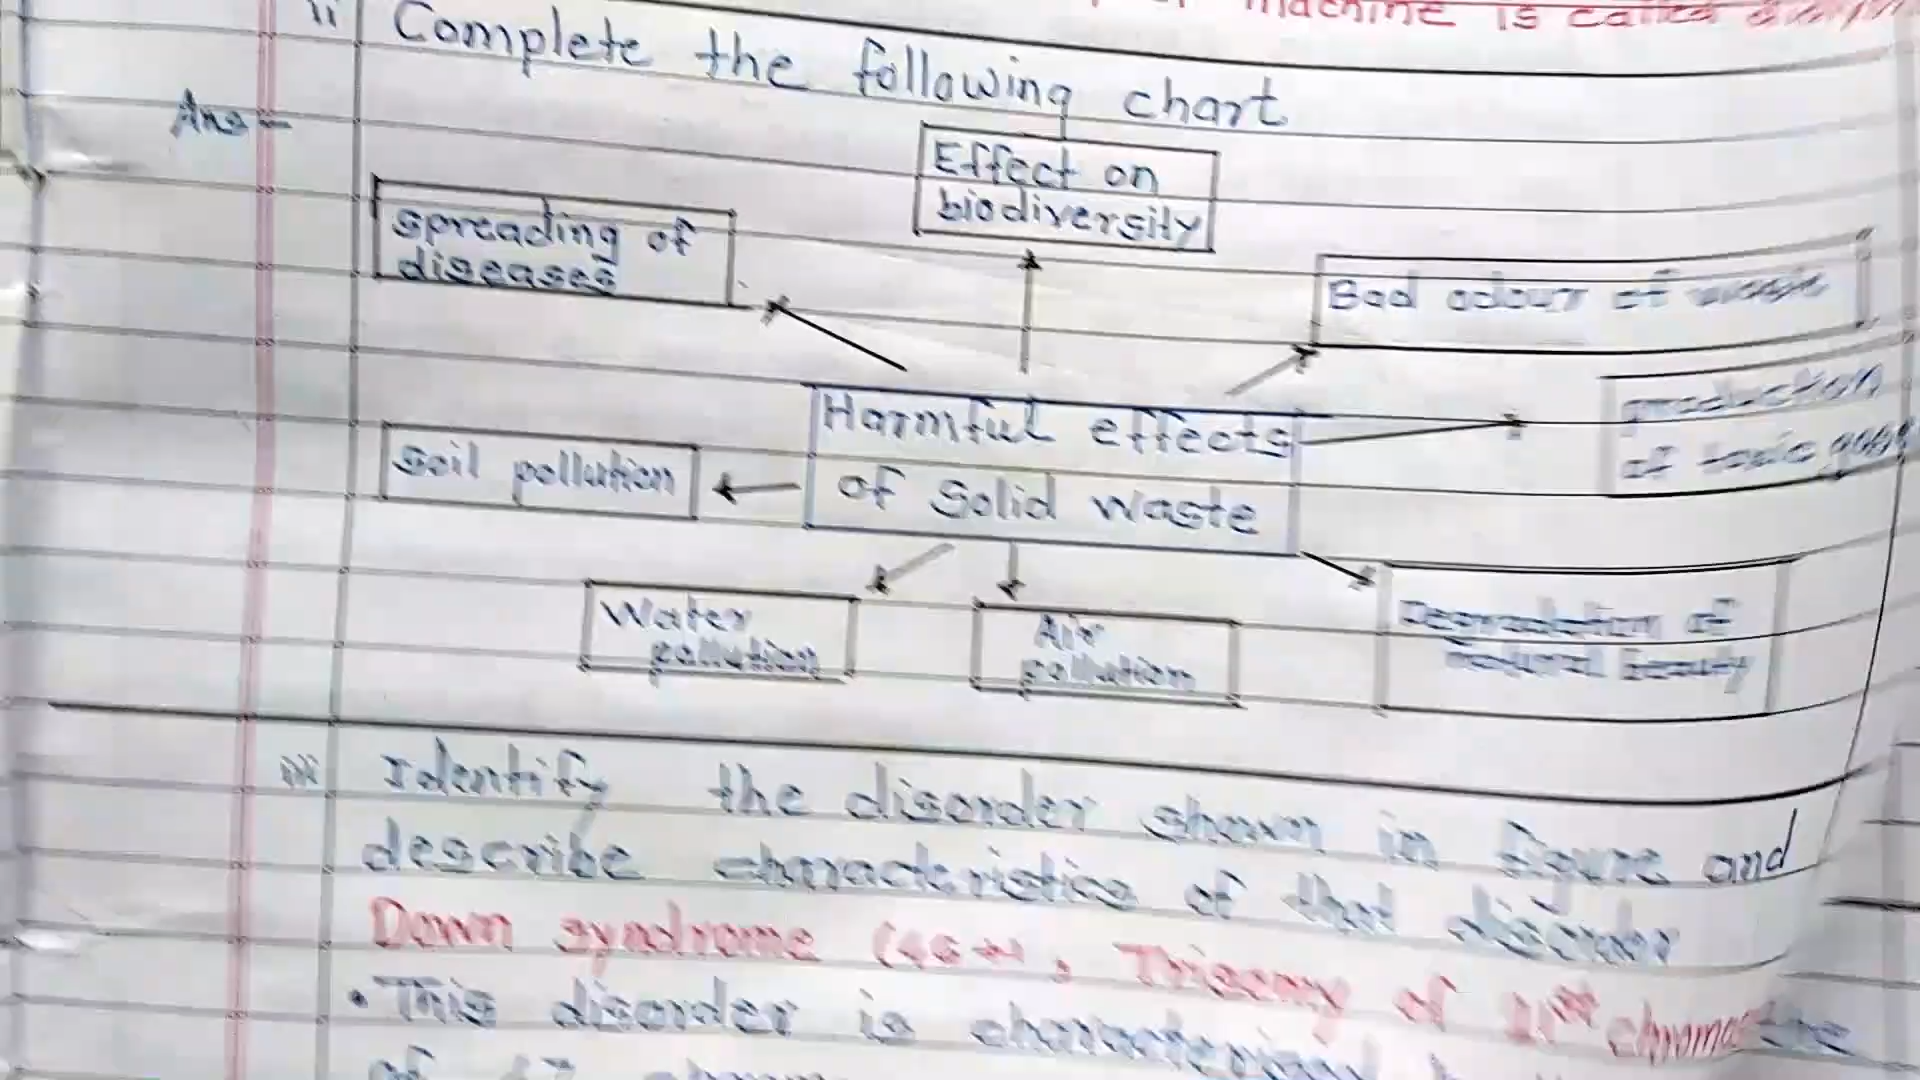 machine is called
ii Complete the following chart
Ans-
Effect on
biodiversity
spreading of
diseases
Bad odour of waste
production
of toxic gases
Harmful effects
of Solid waste
soil pollution
Water
pollution
Air
pollution
Degradation of
natural beauty
iii Identify the disorder shown in figure and
describe characteristics of that disorder
Down syndrome (46+1, Trisomy of 21st
• This disorder is characterized
of 47